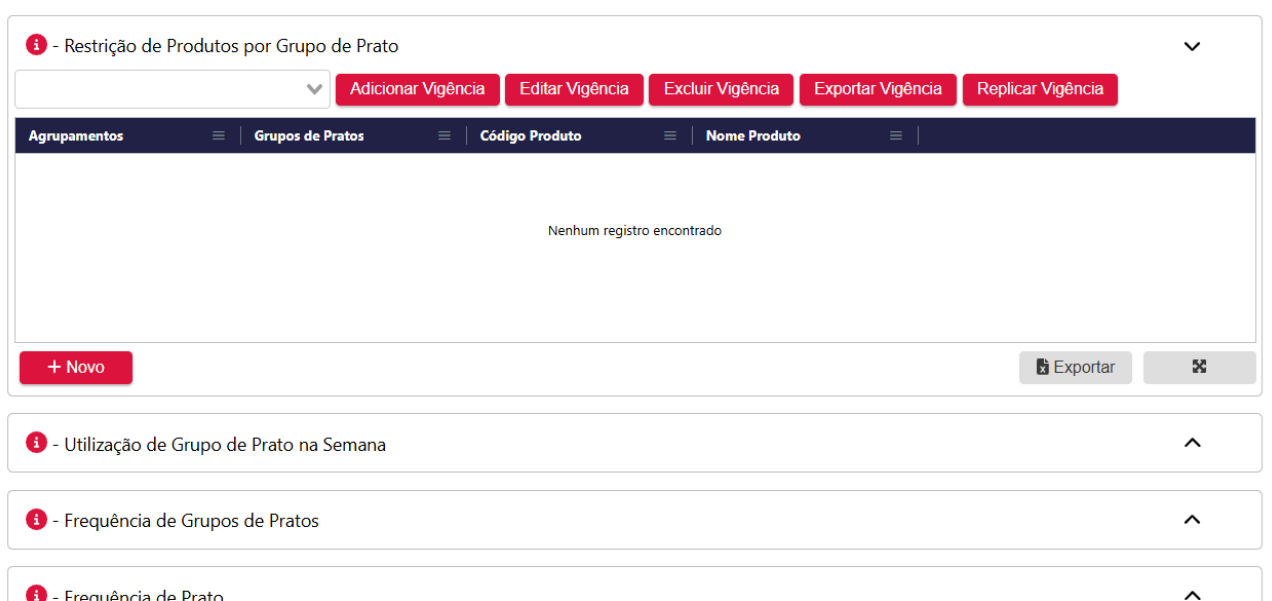 - Restrição de Produtos por Grupo de Prato
Adicionar Vigência Editar Vigência Excluir Vigência Exportar Vigência Replicar Vigência
Agrupamentos Grupos de Pratos Código Produto Nome Produto
Nenhum registro encontrado
+ Novo Exportar
- Utilização de Grupo de Prato na Semana
- Frequência de Grupos de Pratos
- Frequência de Prato